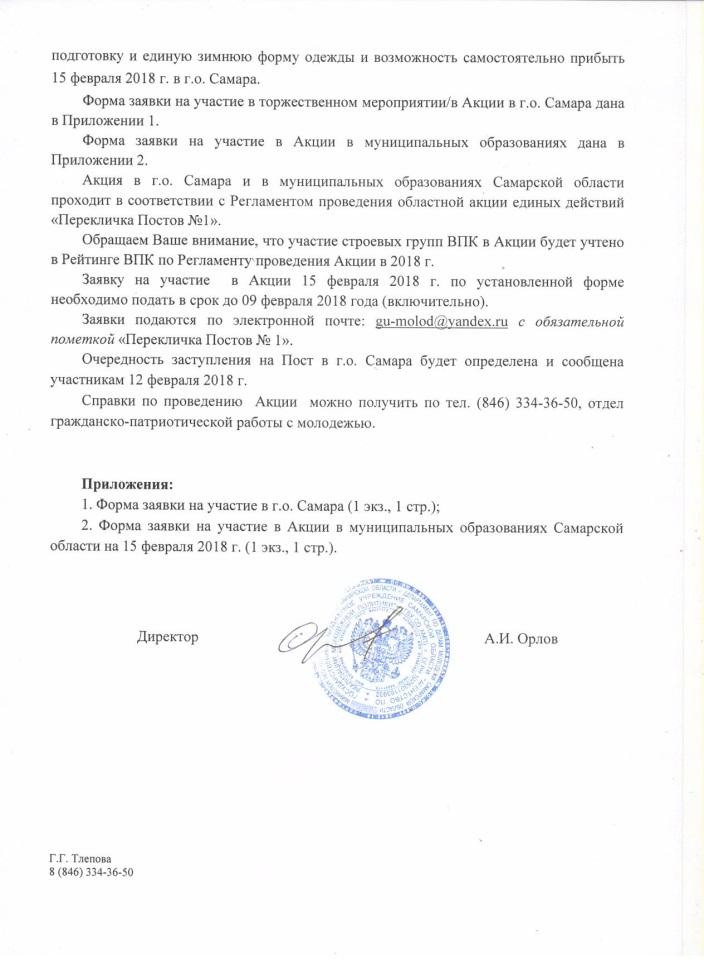 подготовку и единую зимнюю форму одежды и возможность самостоятельно прибыть
15 февраля 2018 г. в г.о. Самара.
Форма заявки на участие в торжественном мероприятии/в Акции в г.о. Самара дана
в Приложении 1.
Форма заявки на участие в Акции в муниципальных образованиях дана в
Приложении 2.
Акция в г.о. Самара и в муниципальных образованиях Самарской области
проходит в соответствии с Регламентом проведения областной акции единых действий
«Перекличка Постов №1».
Обращаем Ваше внимание, что участие строевых групп ВПК в Акции будет учтено
в Рейтинге ВПК по Регламенту проведения Акции в 2018 г.
Заявку на участие в Акции 15 февраля 2018 г. по установленной форме
необходимо подать в срок до 09 февраля 2018 года (включительно).
Заявки подаются по электронной почте: gu-molod@yandex.ru с обязательной
пометкой «Перекличка Постов № 1».
Очередность заступления на Пост в г.о. Самара будет определена и сообщена
участникам 12 февраля 2018 г.
Справки по проведению Акции можно получить по тел. (846) 334-36-50, отдел
гражданско-патриотической работы с молодежью.
Приложения:
1. Форма заявки на участие в г.о. Самара (1 экз., 1 стр.);
2. Форма заявки на участие в Акции в муниципальных образованиях Самарской
области на 15 февраля 2018 г. (1 экз., 1 стр.).
Директор
А.И. Орлов
Г.Г. Тлепова
8 (846) 334-36-50